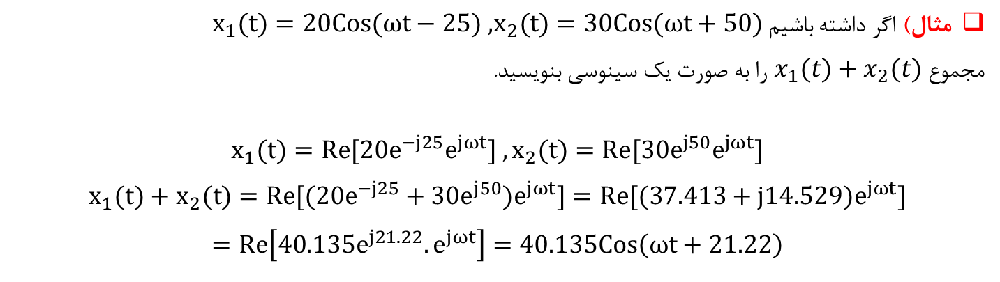 ❑ مثال) اگر داشته باشیم x₁(t) = 20Cos(ωt − 25) ,x₂(t) = 30Cos(ωt + 50)
مجموع x₁(t) + x₂(t) را به صورت یک سینوسی بنویسید.
x₁(t) = Re[20e^{−j25}e^{jωt}] , x₂(t) = Re[30e^{j50}e^{jωt}]
x₁(t) + x₂(t) = Re[(20e^{−j25} + 30e^{j50})e^{jωt}] = Re[(37.413 + j14.529)e^{jωt}]
= Re[40.135e^{j21.22}. e^{jωt}] = 40.135Cos(ωt + 21.22)